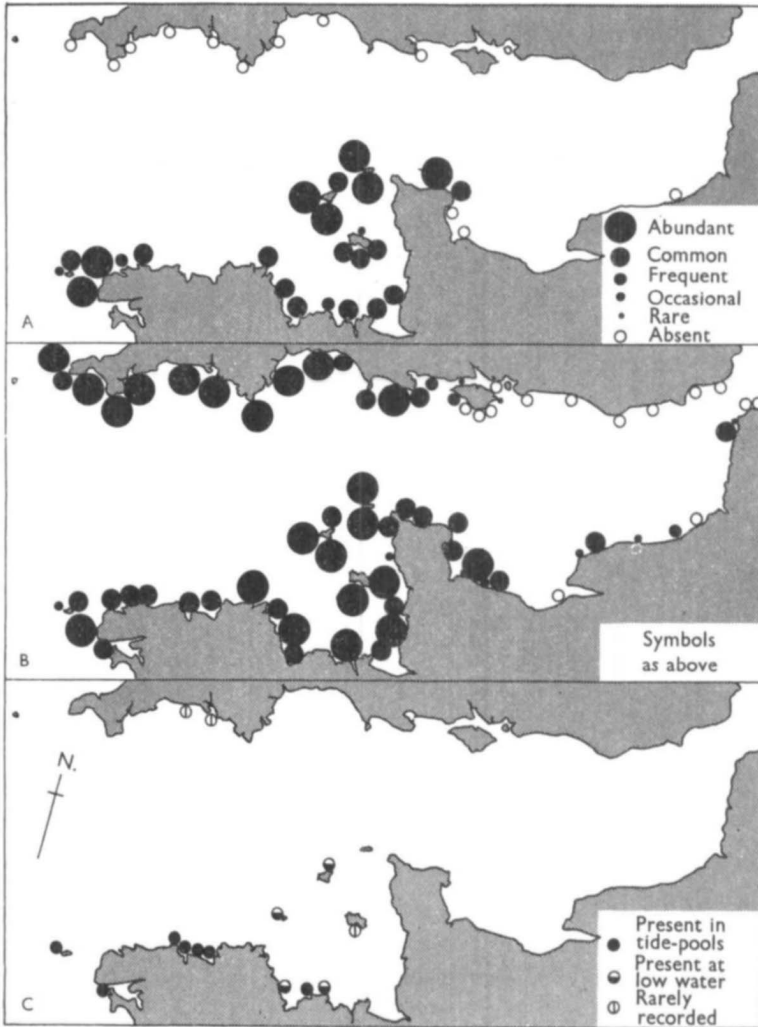 Abundant
Common
Frequent
Occasional
Rare
Absent
A
Symbols
as above
B
N.
Present in
tide-pools
Present at
low water
Rarely
recorded
C